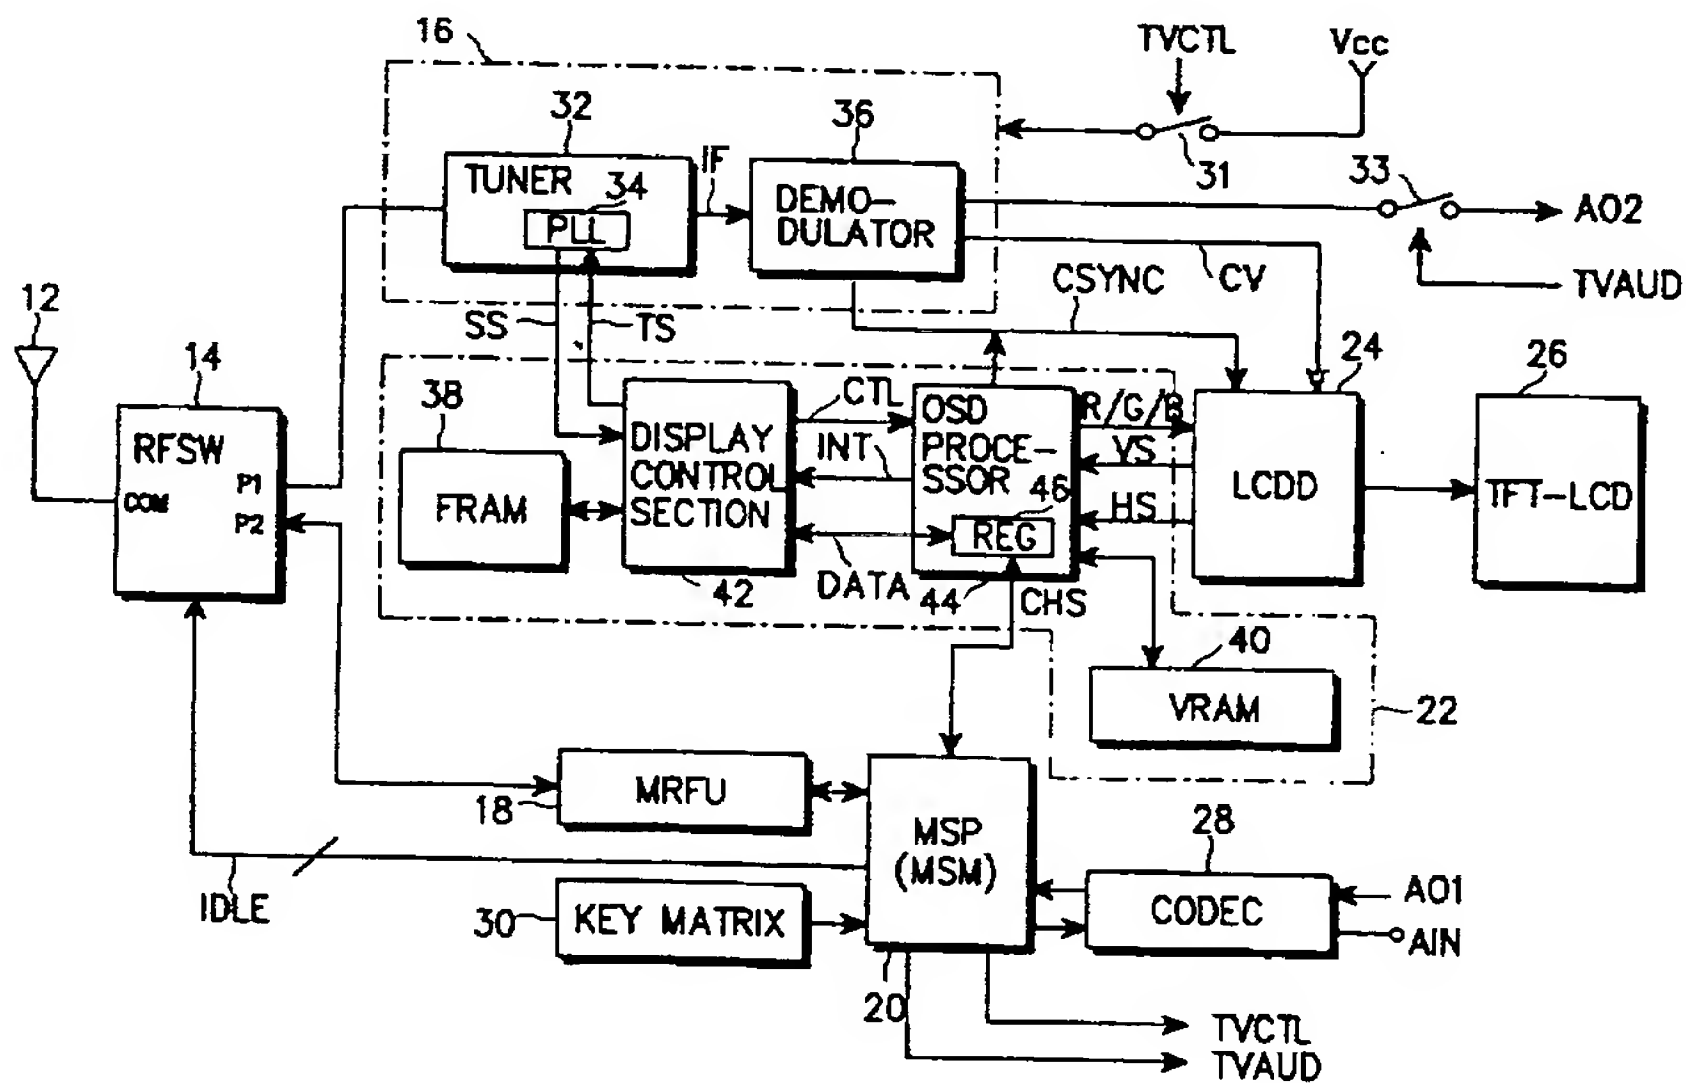 16
TVCTL
Vcc
32
36
IF
TUNER
34
PLL
DEMO-
DULATOR
31
33
AO2
TVAUD
CSYNC
CV
12
SS
TS
14
24
26
38
CTL
OSD
PROCE-
SSOR
R/G/B
RFSW
P1
COM
P2
FRAM
DISPLAY
CONTROL
SECTION
INT
VS
46
REG
HS
LCDD
TFT-LCD
42
DATA
44
CHS
40
VRAM
22
MRFU
18
MSP
(MSM)
28
IDLE
30
KEY MATRIX
CODEC
AO1
AIN
20
TVCTL
TVAUD